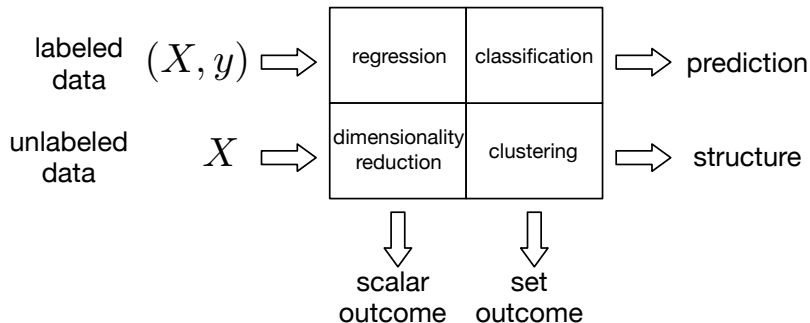 labeled
data
(X, y)
regression
classification
prediction
unlabeled
data
X
dimensionality
reduction
clustering
structure
scalar
outcome
set
outcome